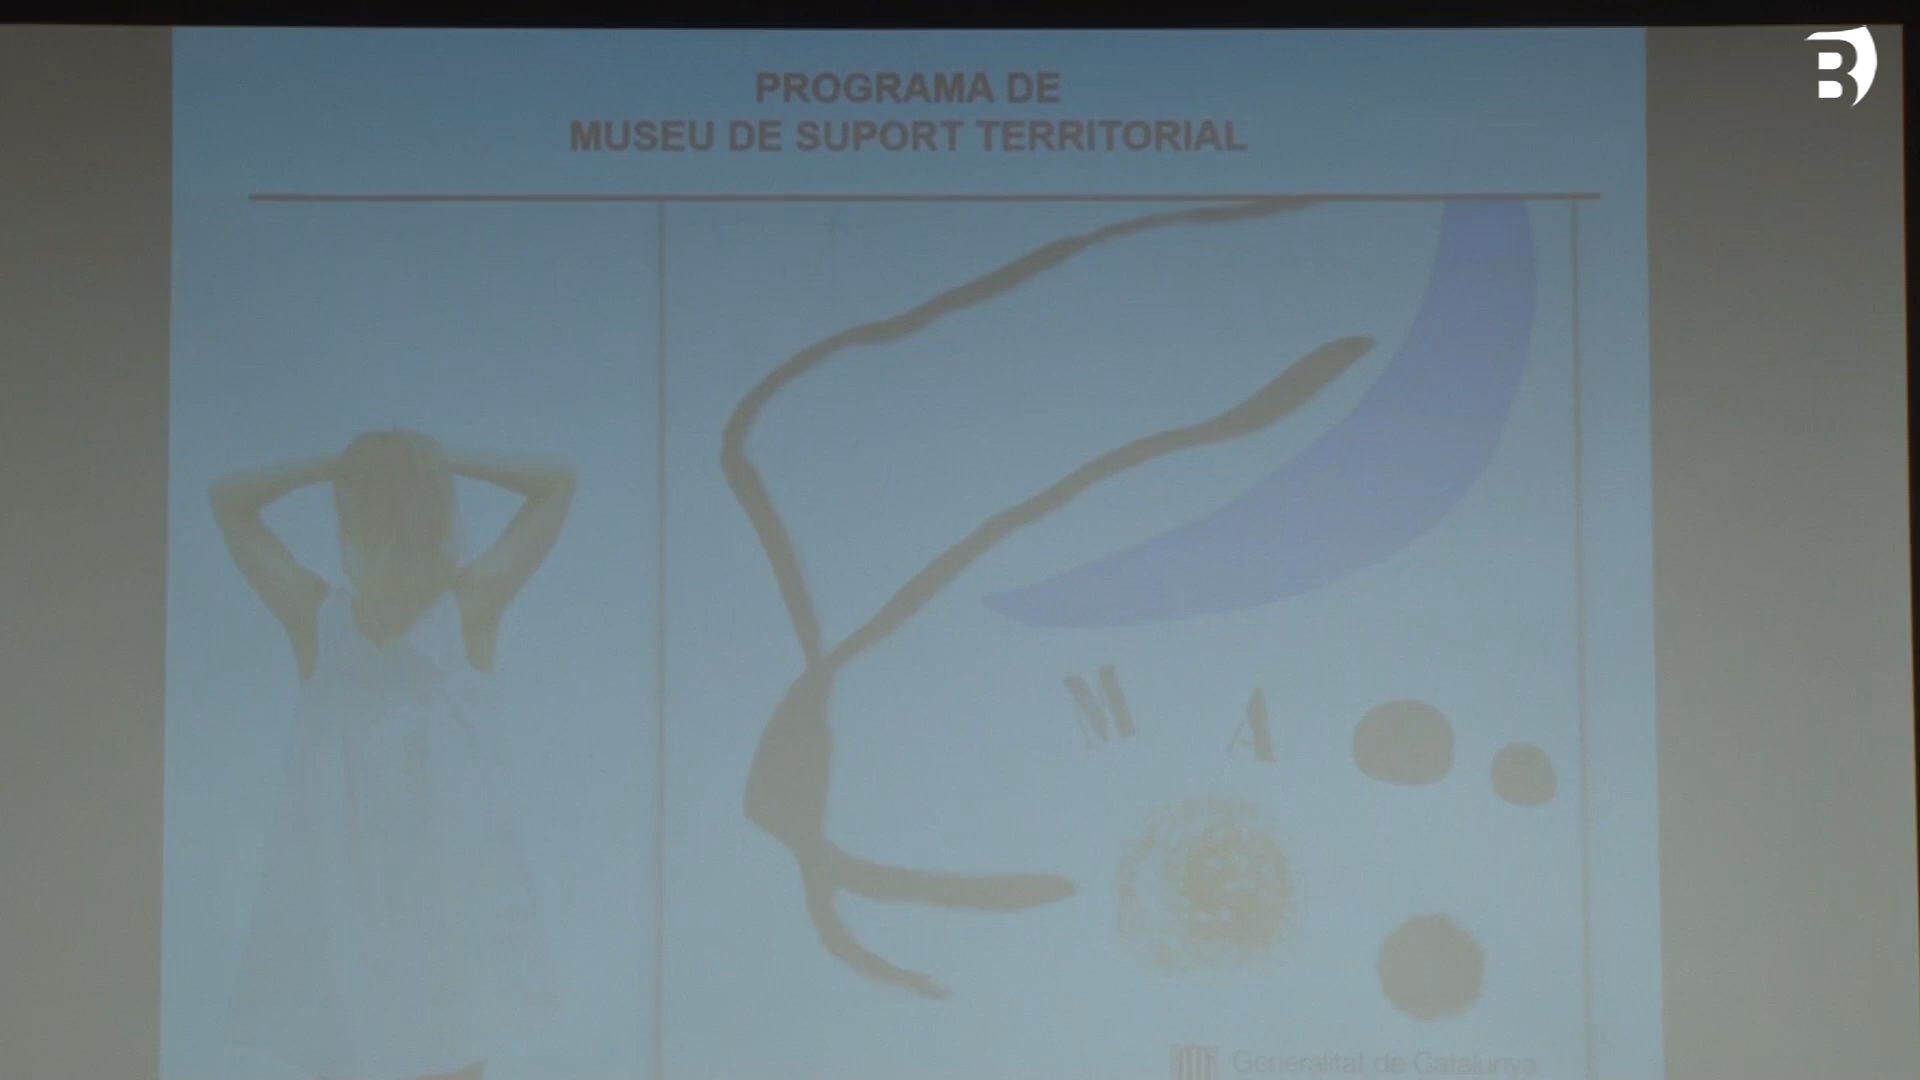 B
PROGRAMA DE
MUSEU DE SUPORT TERRITORIAL
M A
Generalitat de Catalunya